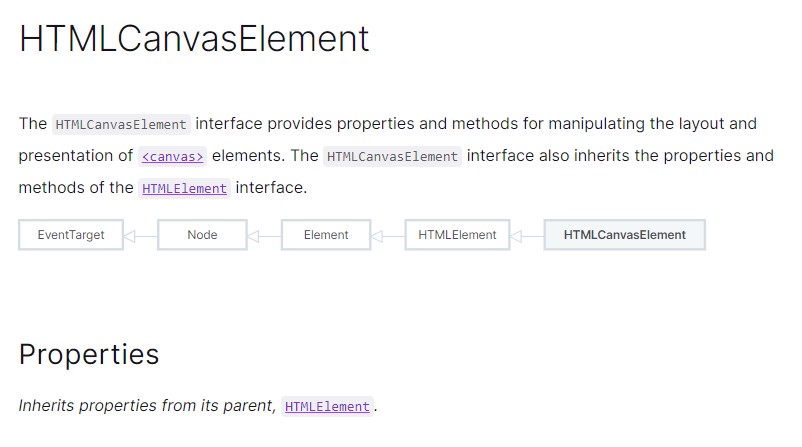 HTMLCanvasElement
The HTMLCanvasElement interface provides properties and methods for manipulating the layout and
presentation of <canvas> elements. The HTMLCanvasElement interface also inherits the properties and
methods of the HTMLElement interface.
EventTarget Node Element HTMLElement HTMLCanvasElement
Properties
Inherits properties from its parent, HTMLElement.